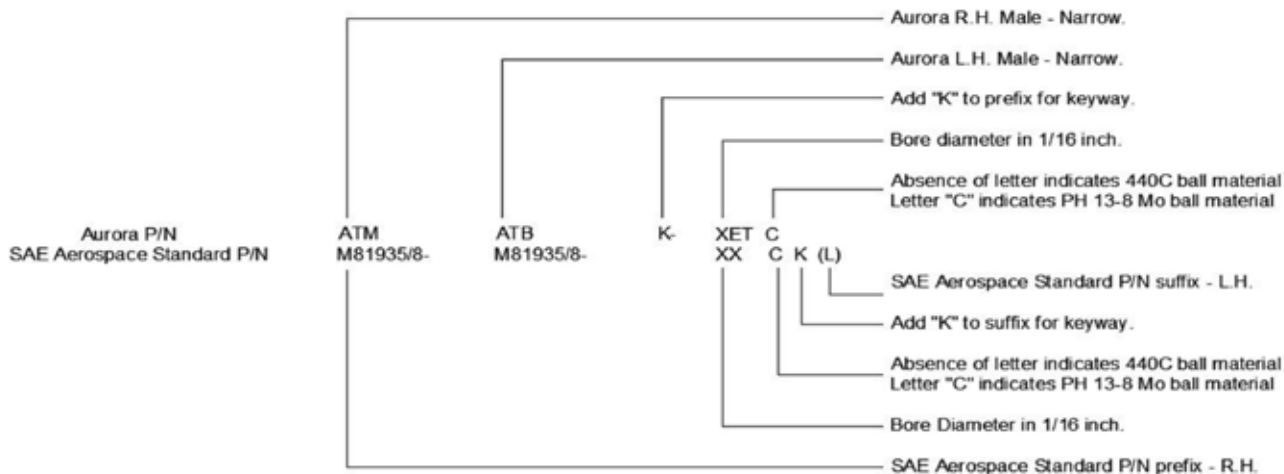 Aurora R.H. Male - Narrow.
Aurora L.H. Male - Narrow.
Add "K" to prefix for keyway.
Bore diameter in 1/16 inch.
Absence of letter indicates 440C ball material
Letter "C" indicates PH 13-8 Mo ball material
Aurora P/N ATM ATB K- XET C
SAE Aerospace Standard P/N M81935/8- M81935/8- XX C K (L)
SAE Aerospace Standard P/N suffix - L.H.
Add "K" to suffix for keyway.
Absence of letter indicates 440C ball material
Letter "C" indicates PH 13-8 Mo ball material
Bore Diameter in 1/16 inch.
SAE Aerospace Standard P/N prefix - R.H.